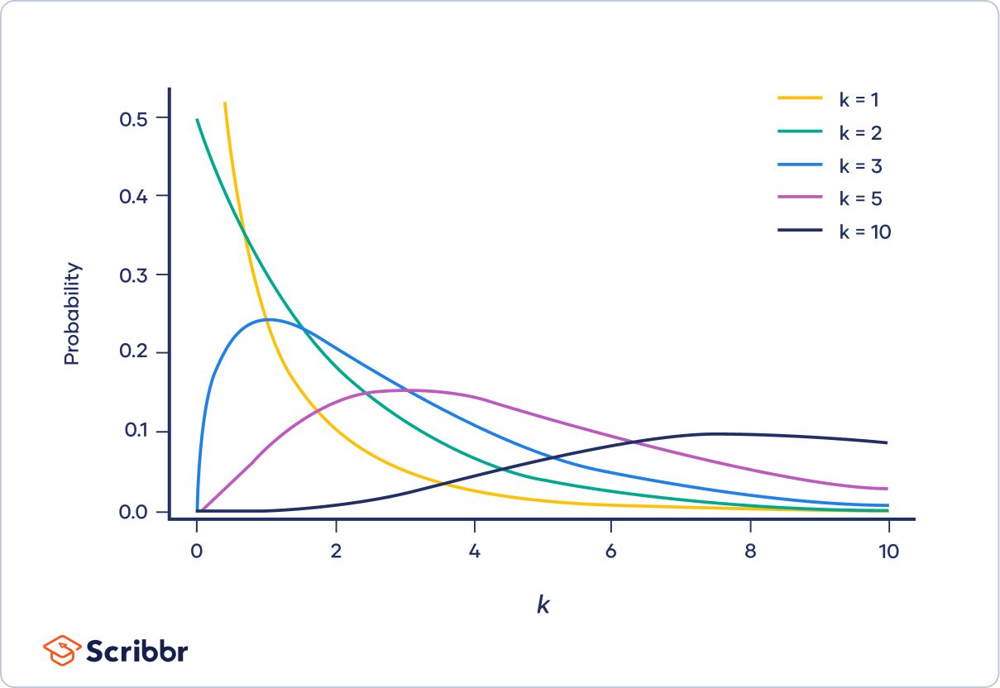 k = 1
k = 2
k = 3
k = 5
k = 10
Probability
0.5
0.4
0.3
0.2
0.1
0.0
0 2 4 6 8 10
k
Scribbr